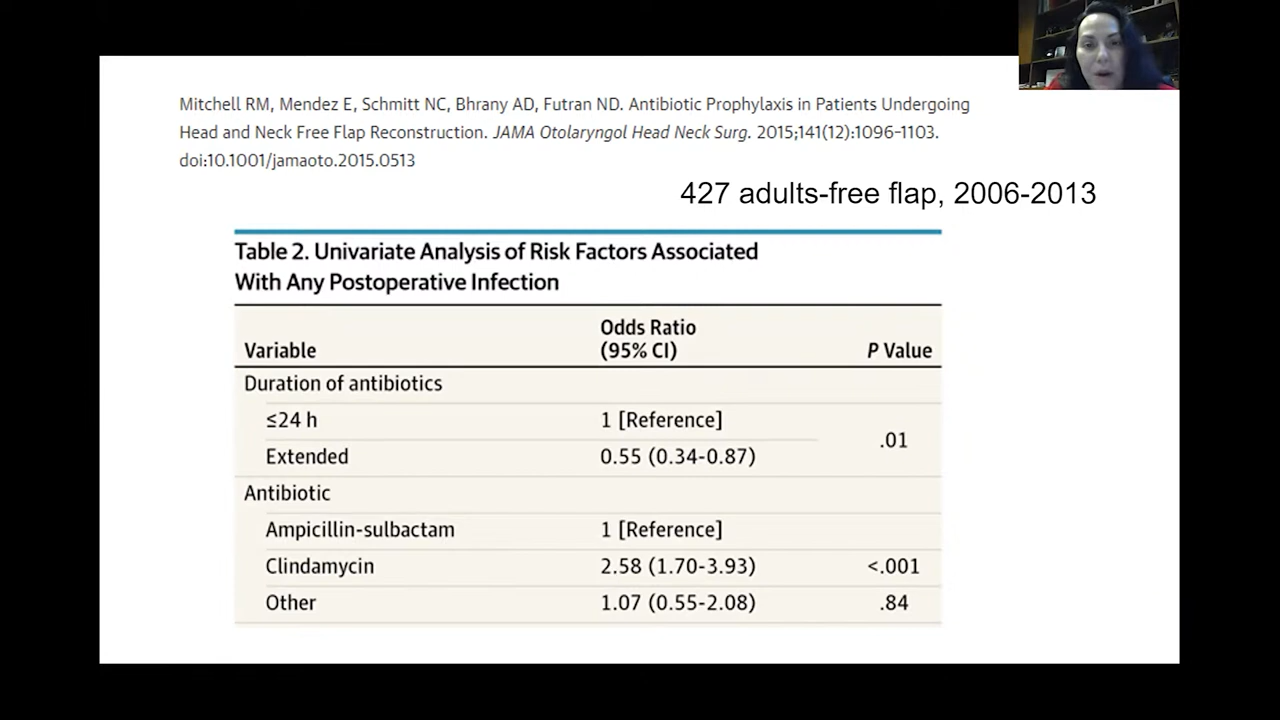 Mitchell RM, Mendez E, Schmitt NC, Bhrany AD, Futran ND. Antibiotic Prophylaxis in Patients Undergoing
Head and Neck Free Flap Reconstruction. JAMA Otolaryngol Head Neck Surg. 2015;141(12):1096–1103.
doi:10.1001/jamaoto.2015.0513
427 adults-free flap, 2006-2013
Table 2. Univariate Analysis of Risk Factors Associated
With Any Postoperative Infection
Variable Odds Ratio (95% CI) P Value
Duration of antibiotics
≤24 h 1 [Reference] .01
Extended 0.55 (0.34-0.87)
Antibiotic
Ampicillin-sulbactam 1 [Reference]
Clindamycin 2.58 (1.70-3.93) <.001
Other 1.07 (0.55-2.08) .84